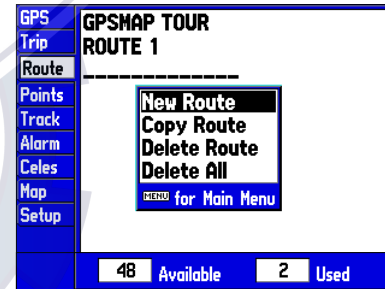 GPS
Trip
Route
Points
Track
Alarm
Celes
Map
Setup
GPSMAP TOUR
ROUTE 1
_____________
New Route
Copy Route
Delete Route
Delete All
MENU for Main Menu
48 Available 2 Used